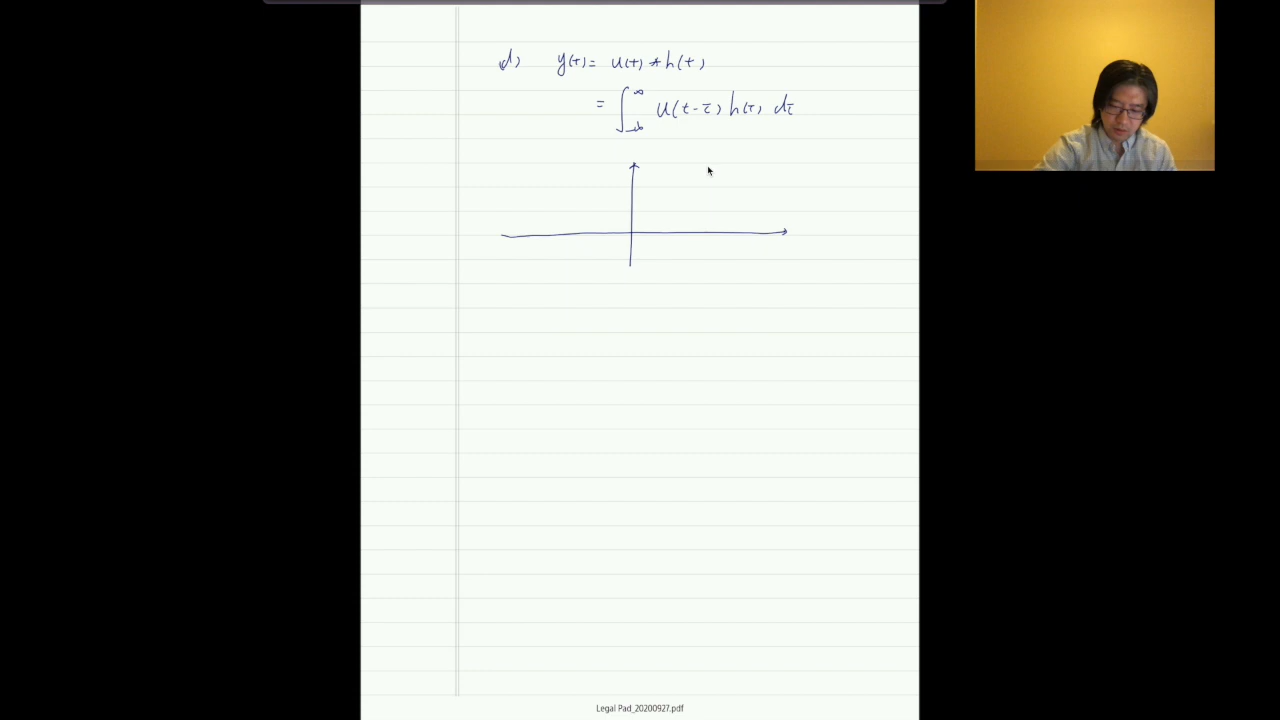 d) y(t) = u(t) * h(t)
= ∫_{-∞}^{∞} u(t-τ) h(τ) dτ
Legal Pad_20200927.pdf